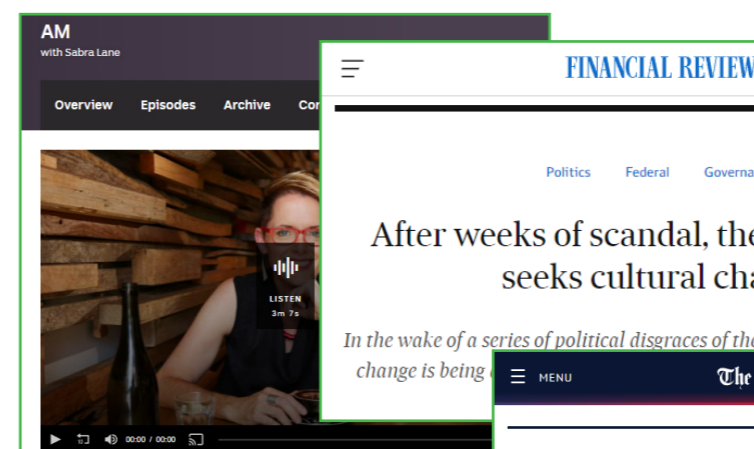 AM
with Sabra Lane
Overview Episodes Archive Co
LISTEN
3m 7s
00:00 / 00:00
FINANCIAL REVIEW
Politics Federal Governa
After weeks of scandal, the
seeks cultural cha
In the wake of a series of political disgraces of the
change is being
MENU
The